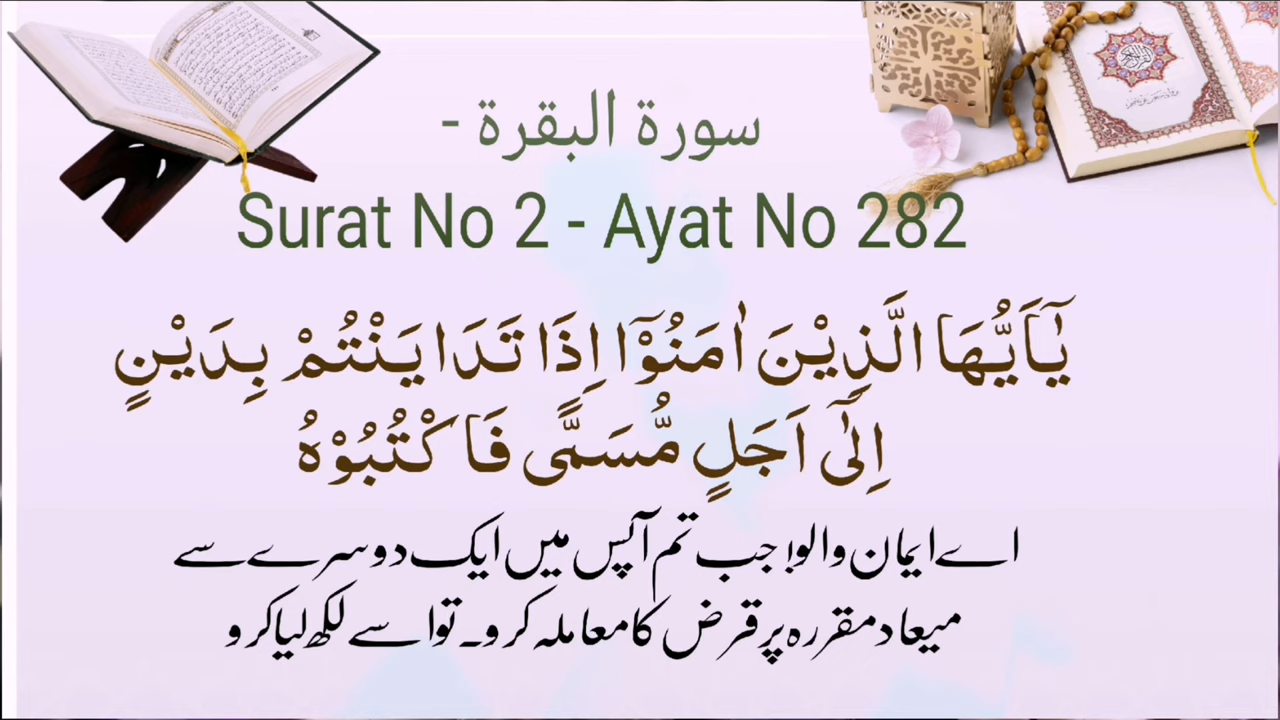 سورة البقرة -
Surat No 2 - Ayat No 282
يٰۤاَيُّهَا الَّذِيْنَ اٰمَنُوْۤا اِذَا تَدَايَنْتُمْ بِدَيْنٍ
اِلٰۤى اَجَلٍ مُّسَمًّى فَاكْتُبُوْهُ
اے ایمان والو! جب تم آپس میں ایک دوسرے سے
میعاد مقررہ پر قرض کا معاملہ کرو۔ تو اسے لکھ لیا کرو